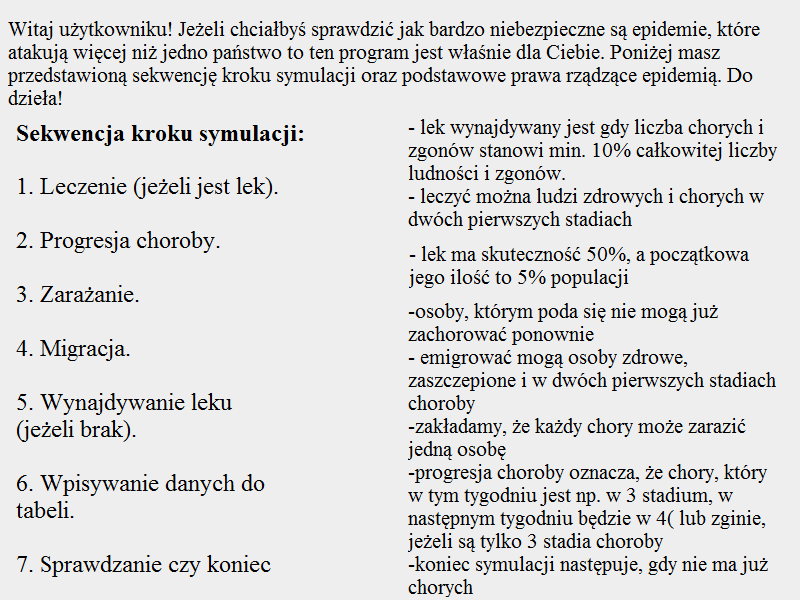 Witaj użytkowniku! Jeżeli chciałbyś sprawdzić jak bardzo niebezpieczne są epidemie, które
atakują więcej niż jedno państwo to ten program jest właśnie dla Ciebie. Poniżej masz
przedstawioną sekwencję kroku symulacji oraz podstawowe prawa rządzące epidemią. Do
dzieła!
Sekwencja kroku symulacji:
1. Leczenie (jeżeli jest lek).
2. Progresja choroby.
3. Zarażanie.
4. Migracja.
5. Wynajdywanie leku
(jeżeli brak).
6. Wpisywanie danych do
tabeli.
7. Sprawdzanie czy koniec
- lek wynajdywany jest gdy liczba chorych i
zgonów stanowi min. 10% całkowitej liczby
ludności i zgonów.
- leczyć można ludzi zdrowych i chorych w
dwóch pierwszych stadiach
- lek ma skuteczność 50%, a początkowa
jego ilość to 5% populacji
-osoby, którym poda się nie mogą już
zachorować ponownie
- emigrować mogą osoby zdrowe,
zaszczepione i w dwóch pierwszych stadiach
choroby
-zakładamy, że każdy chory może zarazić
jedną osobę
-progresja choroby oznacza, że chory, który
w tym tygodniu jest np. w 3 stadium, w
następnym tygodniu będzie w 4( lub zginie,
jeżeli są tylko 3 stadia choroby
-koniec symulacji następuje, gdy nie ma już
chorych